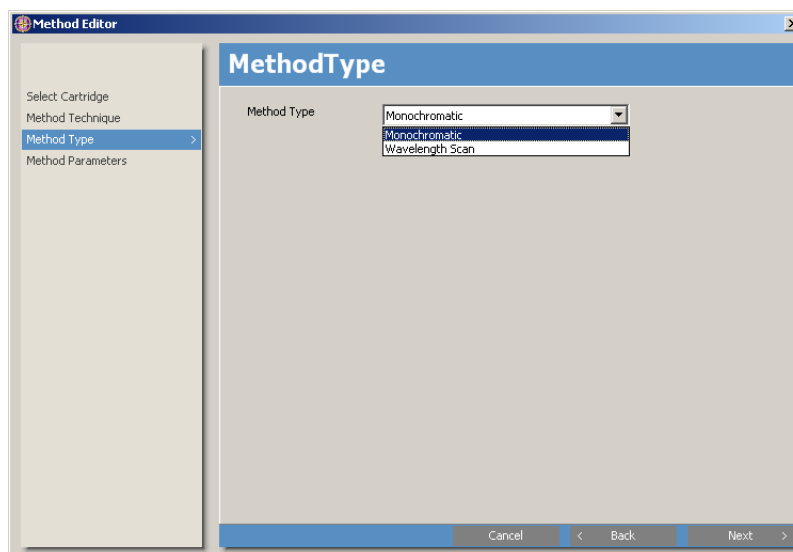 Method Editor
Select Cartridge
Method Technique
Method Type >
Method Parameters
MethodType
Method Type
Monochromatic
Monochromatic
Wavelength Scan
Cancel
< Back
Next >